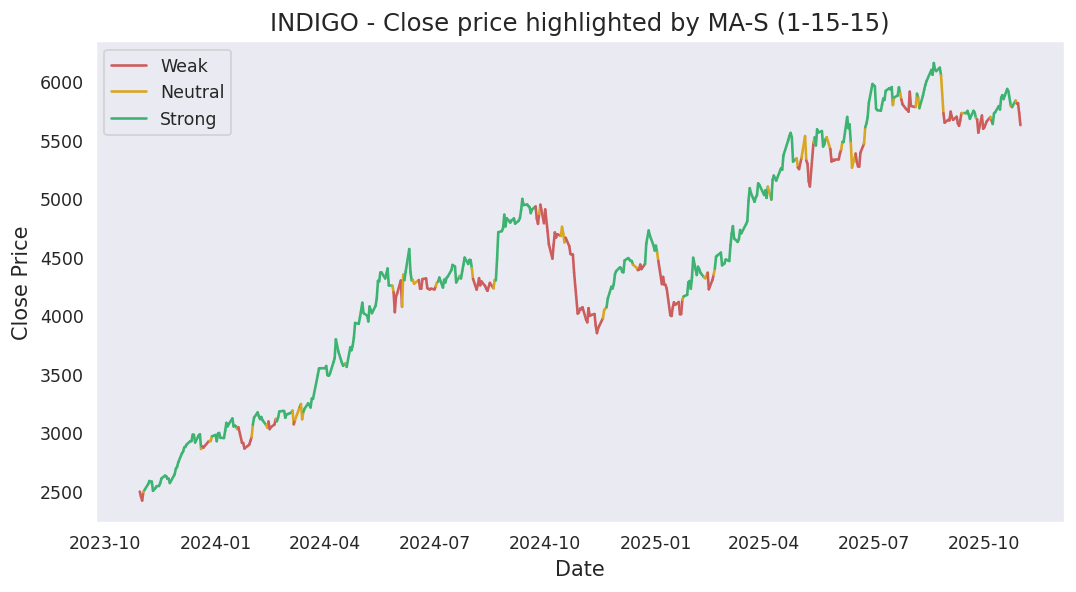 INDIGO - Close price highlighted by MA-S (1-15-15)
Weak
Neutral
Strong
Close Price
6000
5500
5000
4500
4000
3500
3000
2500
2023-10 2024-01 2024-04 2024-07 2024-10 2025-01 2025-04 2025-07 2025-10
Date